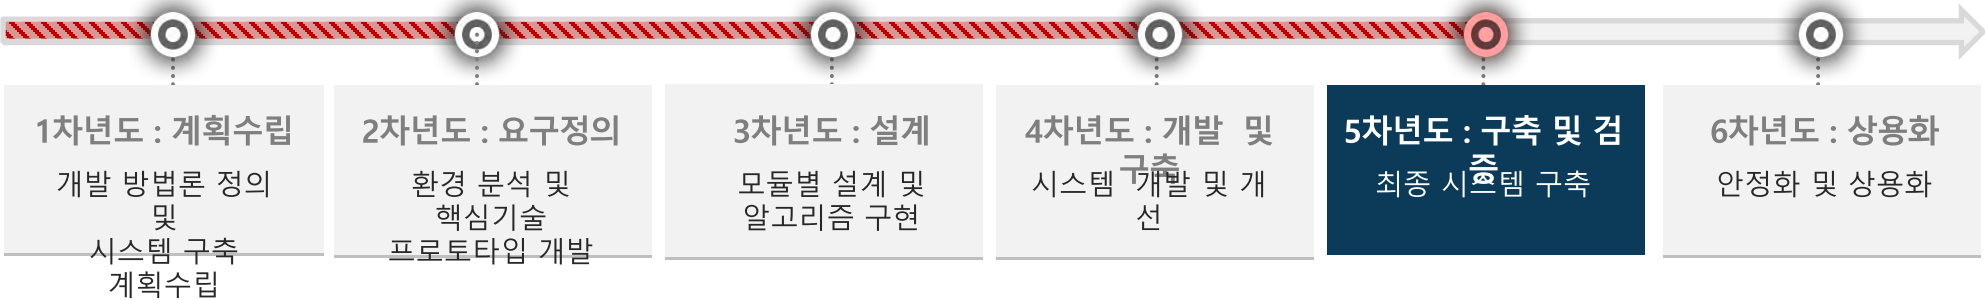 1차년도 : 계획수립
개발 방법론 정의
및
시스템 구축
계획수립
2차년도 : 요구정의
환경 분석 및
핵심기술
프로토타입 개발
3차년도 : 설계
모듈별 설계 및
알고리즘 구현
4차년도 : 개발 및
구축
시스템 개발 및 개
선
5차년도 : 구축 및 검
증
최종 시스템 구축
6차년도 : 상용화
안정화 및 상용화